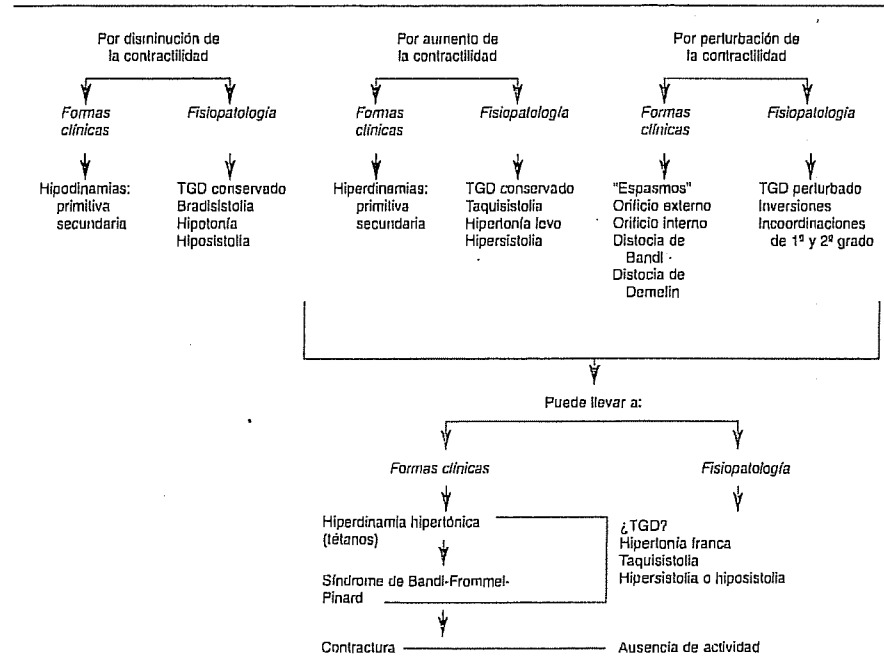 Por disminución de
la contractilidad
Formas
clínicas
Fisiopatología
Hipodinamias:
primitiva
secundaria
TGD conservado
Bradisistolia
Hipotonía
Hiposistolia
Por aumento de
la contractilidad
Formas
clínicas
Fisiopatología
Hiperdinamias:
primitiva
secundaria
TGD conservado
Taquisistolia
Hipertonía leve
Hipersistolia
Por perturbación de
la contractilidad
Formas
clínicas
Fisiopatología
"Espasmos"
Orificio externo
Orificio interno
Distocia de
Bandl
Distocia de
Demelin
TGD perturbado
Inversiones
Incoordinaciones
de 1º y 2º grado
Puede llevar a:
Formas clínicas
Fisiopatología
Hiperdinamia hipertónica
(tétanos)
Síndrome de Bandl-Frommel-
Pinard
¿TGD?
Hipertonía franca
Taquisistolia
Hipersistolia o hiposistolia
Contractura
Ausencia de actividad